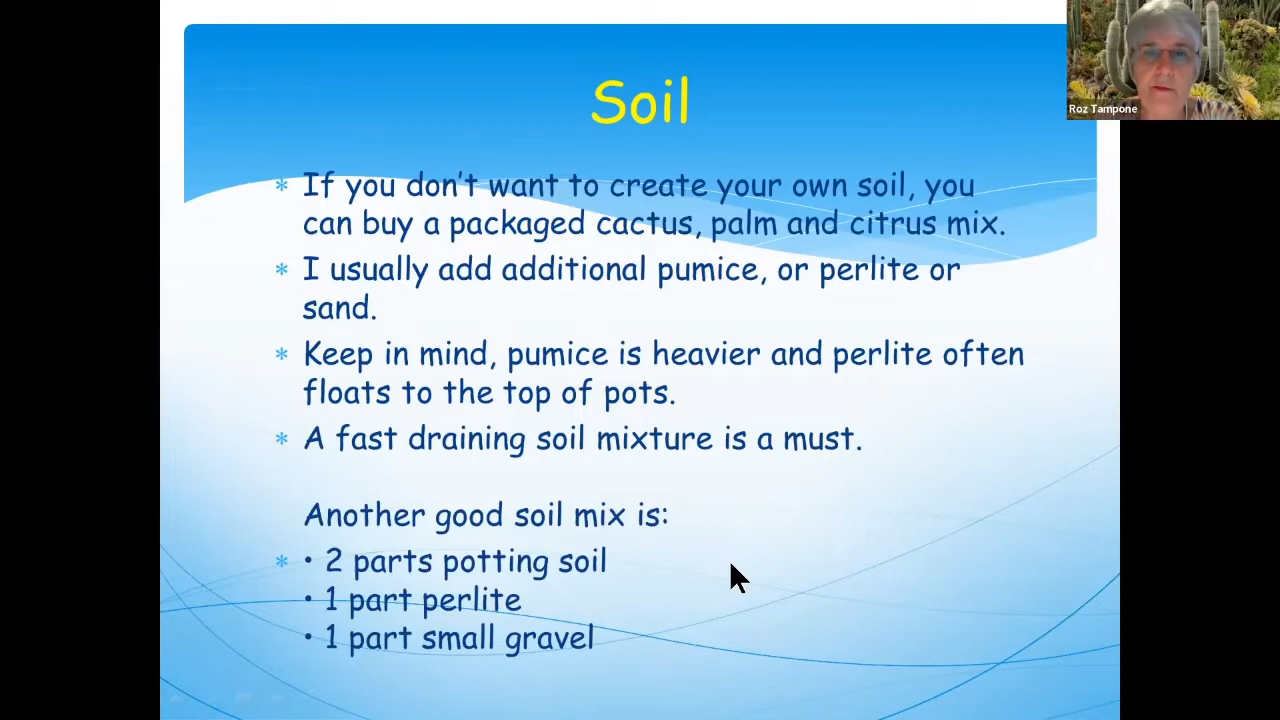 Soil
Roz Tampone
* If you don't want to create your own soil, you
can buy a packaged cactus, palm and citrus mix.
* I usually add additional pumice, or perlite or
sand.
* Keep in mind, pumice is heavier and perlite often
floats to the top of pots.
* A fast draining soil mixture is a must.
Another good soil mix is:
* • 2 parts potting soil
• 1 part perlite
• 1 part small gravel